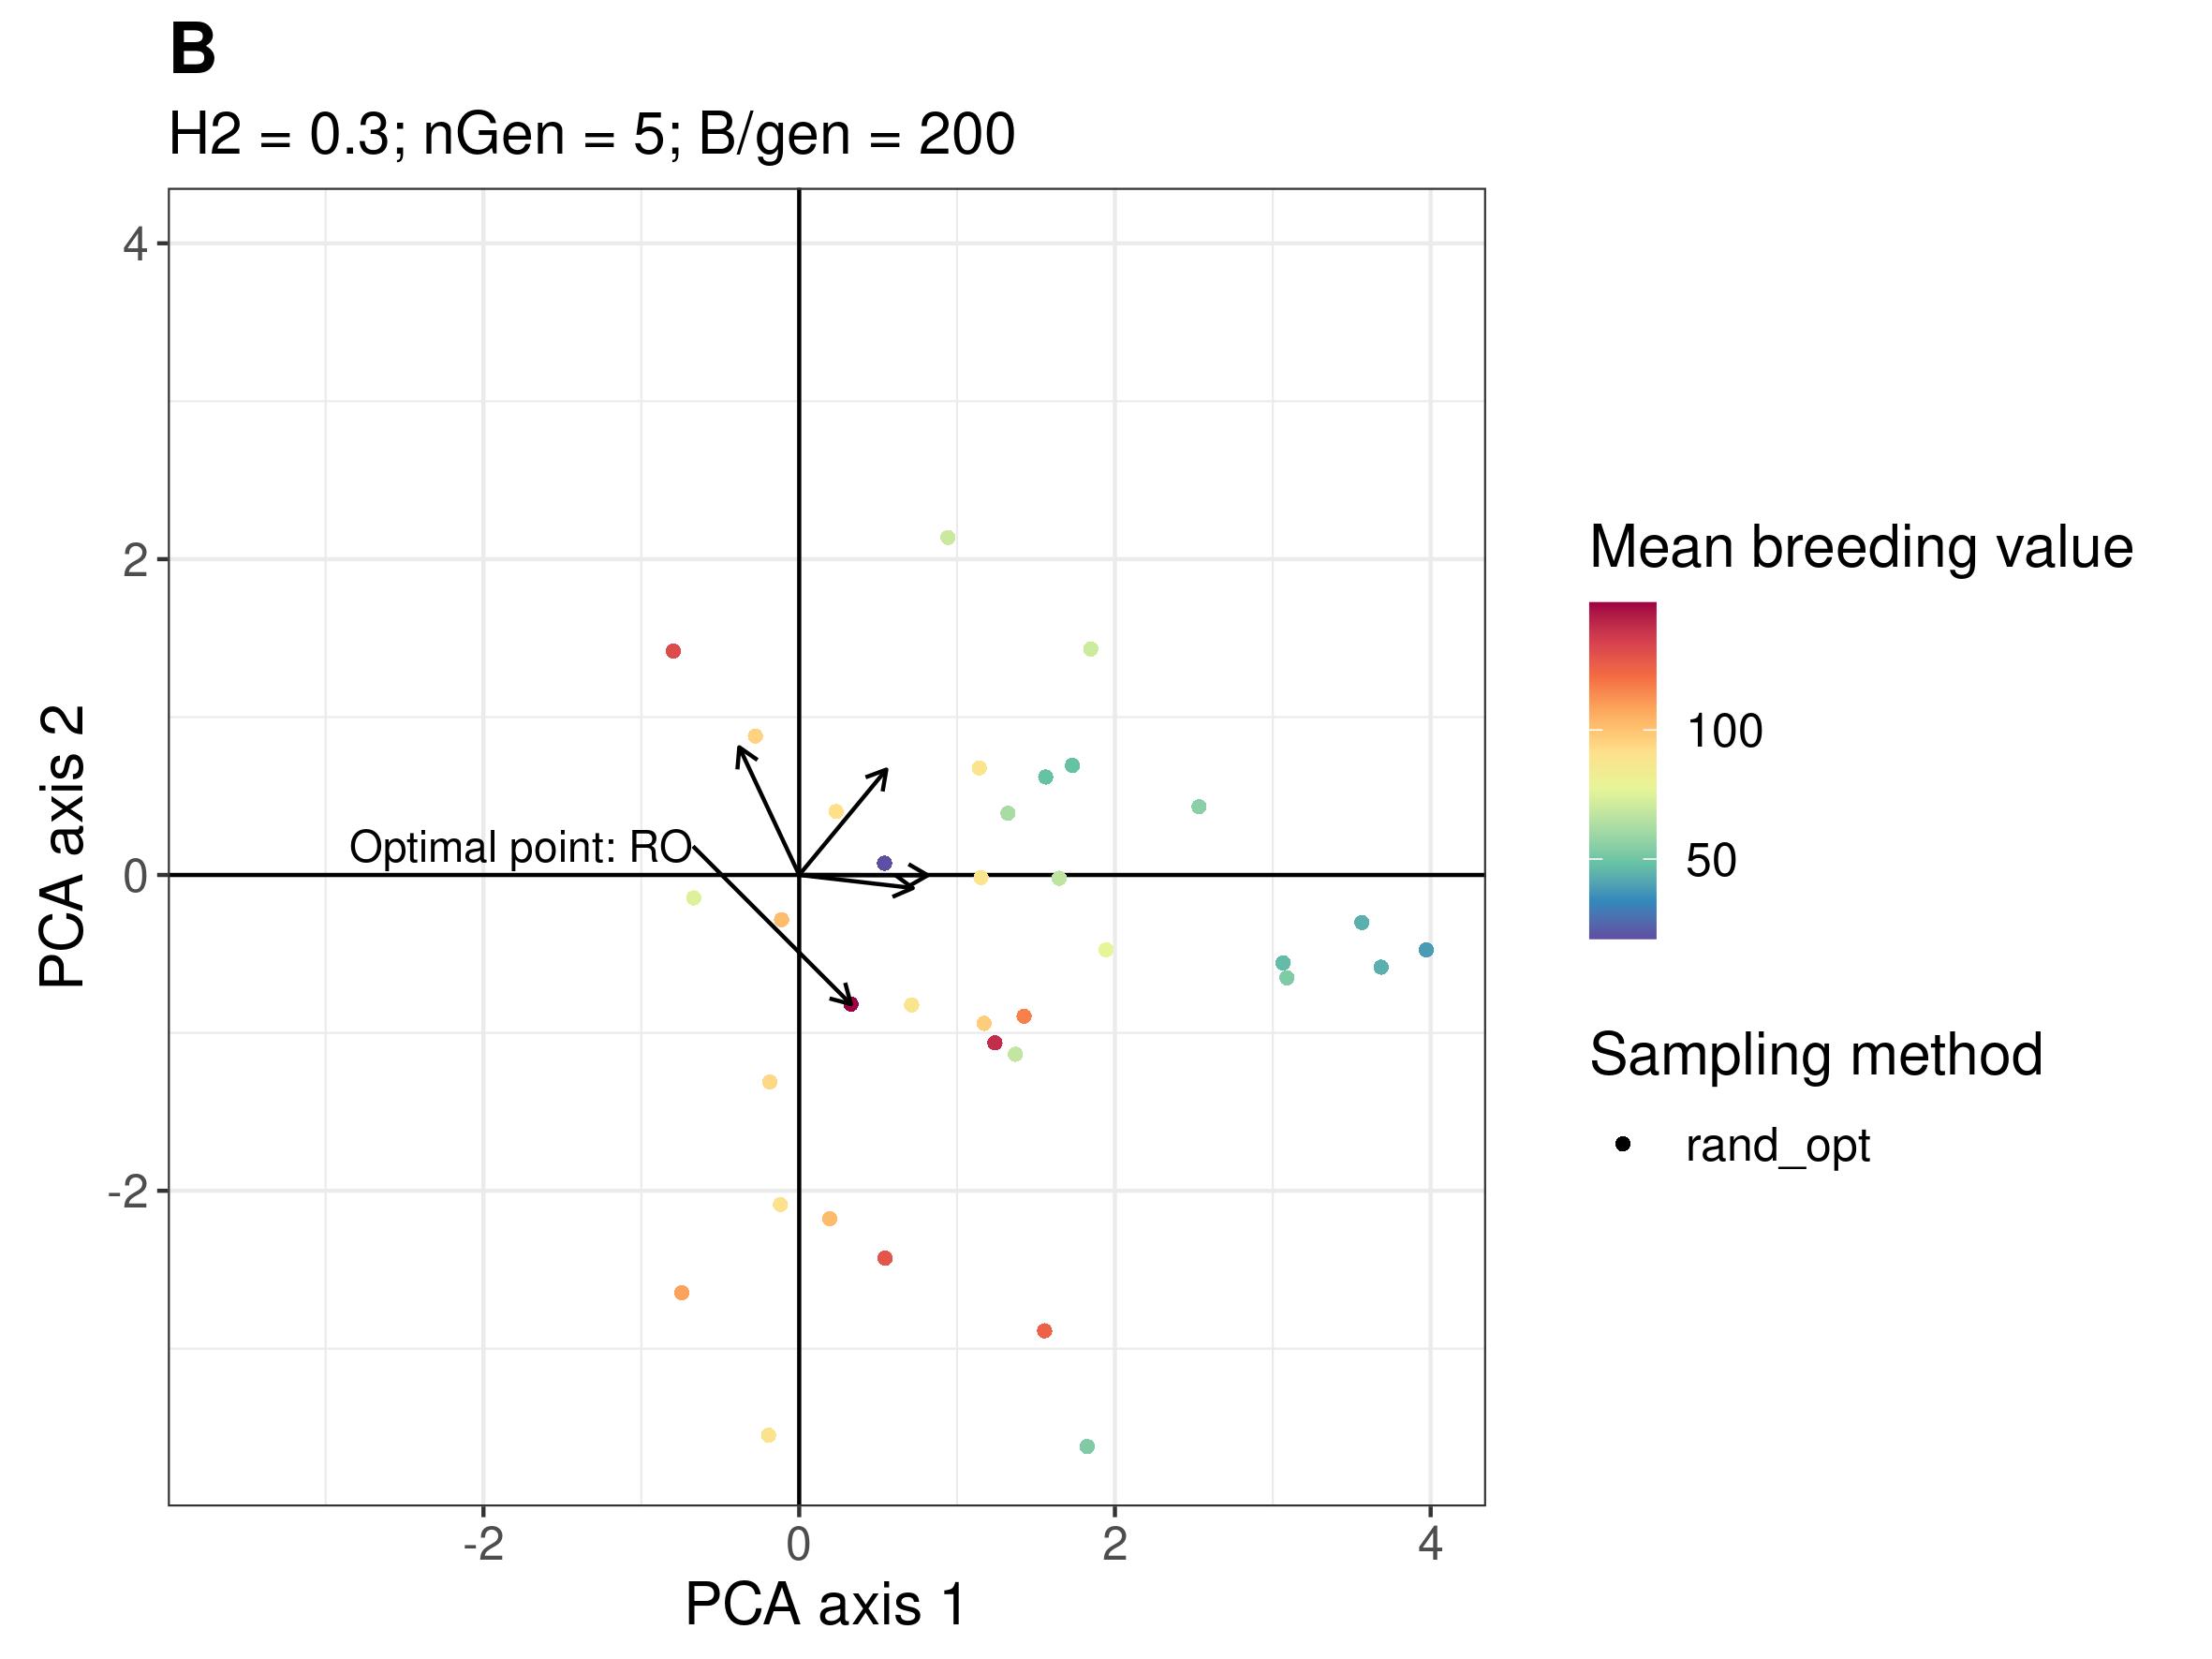 B
H2 = 0.3; nGen = 5; B/gen = 200
4
2
0
-2
PCA axis 2
Optimal point: RO
-2
0
2
4
PCA axis 1
Mean breeding value
100
50
Sampling method
rand_opt